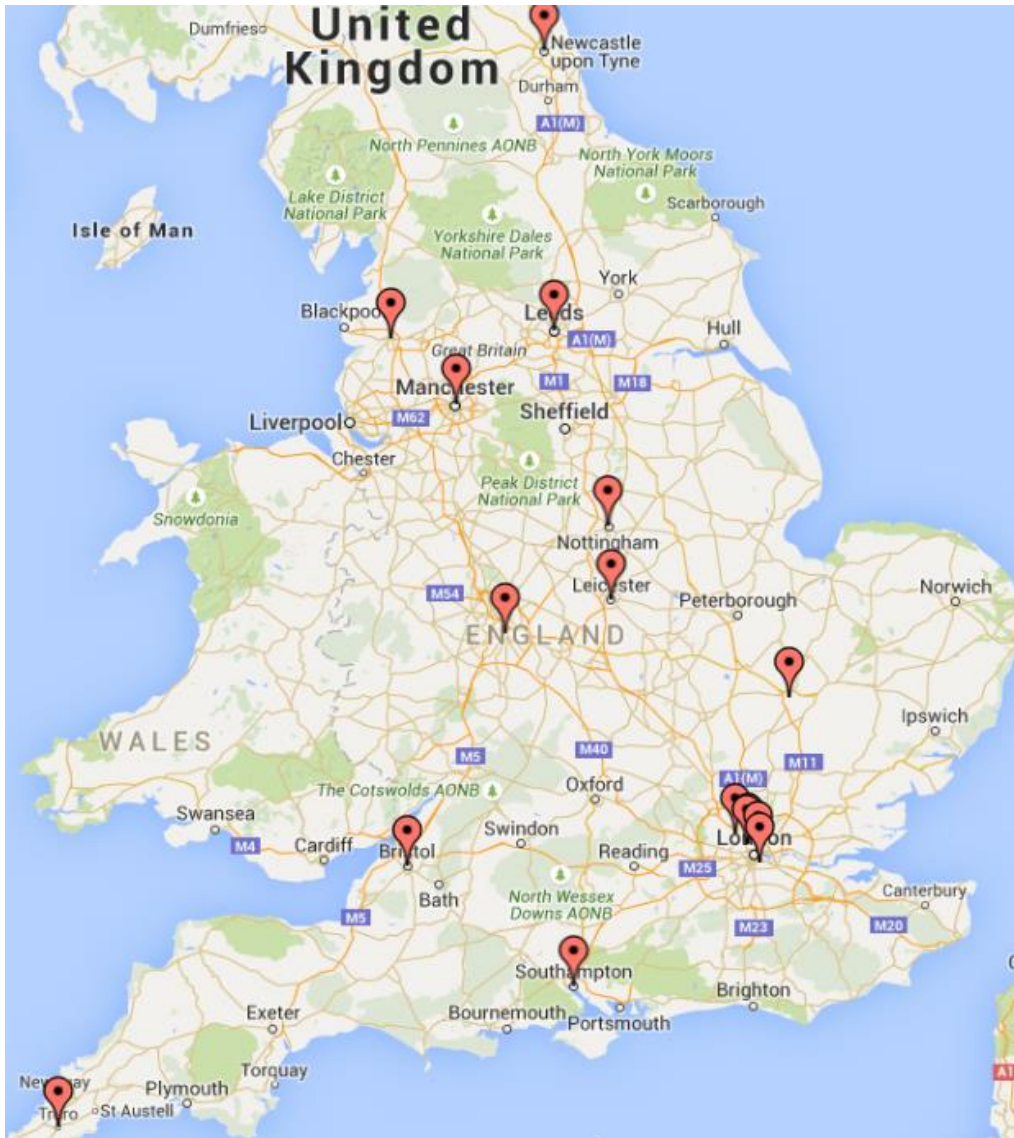 United
Kingdom
Dumfries
Newcastle
upon Tyne
Durham
A1(M)
North Pennines AONB
North York Moors
National Park
Lake District
National Park
Scarborough
Isle of Man
Yorkshire Dales
National Park
York
Leeds
Hull
A1(M)
Great Britain
M1
M18
Manchester
Liverpool
M62
Sheffield
Chester
Peak District
National Park
Snowdonia
Nottingham
Leicester
M54
Peterborough
Norwich
ENGLAND
WALES
Ipswich
M5
M40
M11
A1(M)
The Cotswolds AONB
Oxford
Swansea
Swindon
London
M4
Cardiff
Bristol
Reading
M25
Bath
North Wessex
Downs AONB
Canterbury
M5
M23
M20
Southampton
Brighton
Exeter
Bournemouth
Portsmouth
Torquay
Plymouth
St Austell
Truro